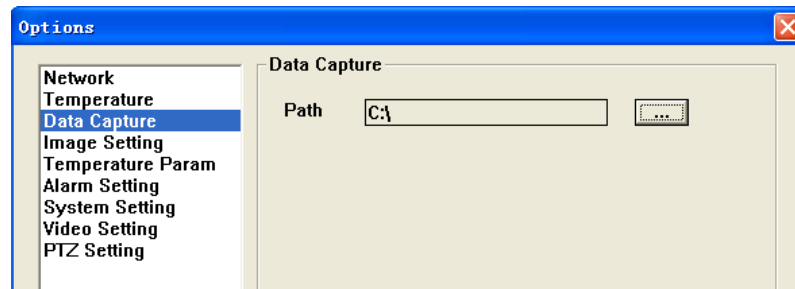 Options
Network
Temperature
Data Capture
Image Setting
Temperature Param
Alarm Setting
System Setting
Video Setting
PTZ Setting
Data Capture
Path C:\ ...